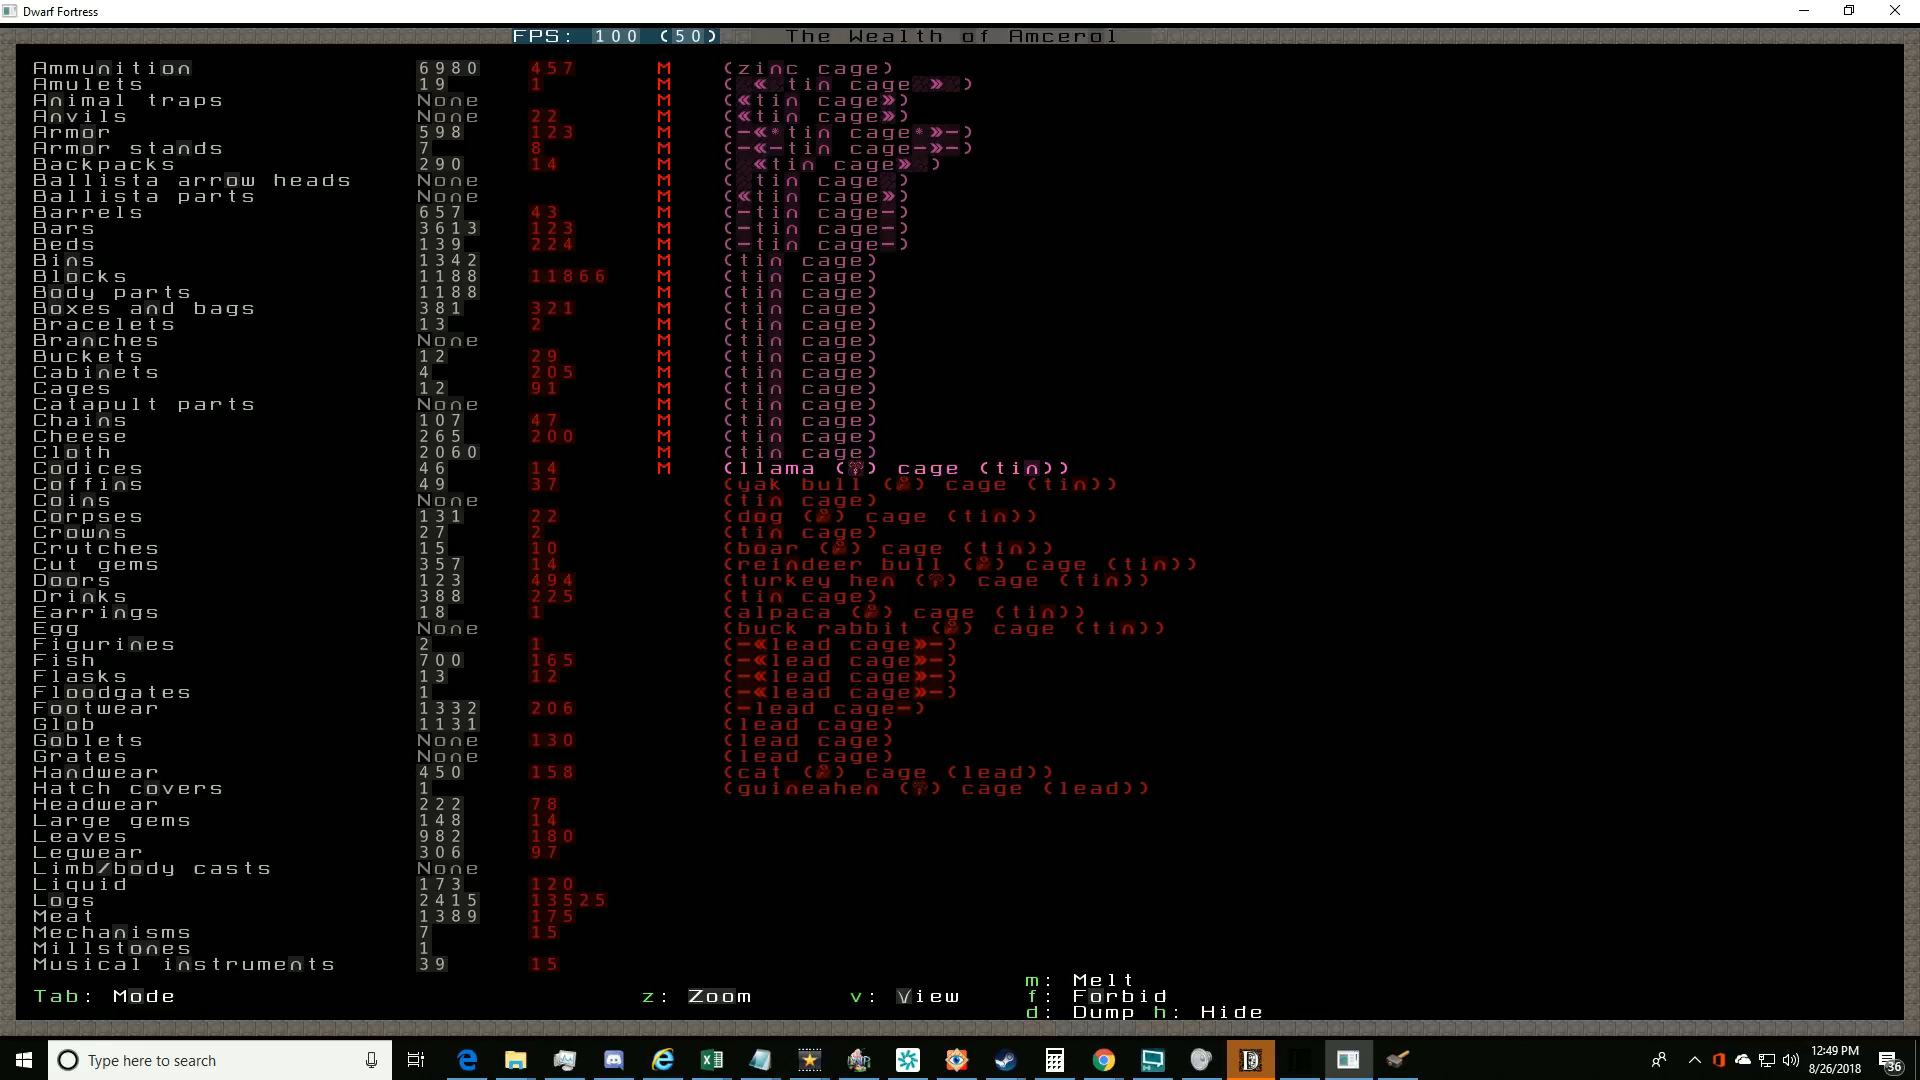 Dwarf Fortress
FPS: 100 (50) The Wealth of Amcerol
Ammunition 6980 457 M (zinc cage)
Amulets 19 1 M (░«░tin cage░»░)
Animal traps None M («tin cage»)
Anvils None 22 M («tin cage»)
Armor 598 123 M (-«*tin cage*»-)
Armor stands 7 8 M (-«-tin cage-»-)
Backpacks 290 14 M (░«tin cage»░)
Ballista arrow heads None M (░tin cage░)
Ballista parts None M («tin cage»)
Barrels 657 43 M (-tin cage-)
Bars 3613 123 M (-tin cage-)
Beds 139 224 M (-tin cage-)
Bins 1342 M (tin cage)
Blocks 1188 11866 M (tin cage)
Body parts 1188 M (tin cage)
Boxes and bags 381 321 M (tin cage)
Bracelets 13 2 M (tin cage)
Branches None M (tin cage)
Buckets 12 29 M (tin cage)
Cabinets 4 205 M (tin cage)
Cages 12 91 M (tin cage)
Catapult parts None M (tin cage)
Chains 107 47 M (tin cage)
Cheese 265 200 M (tin cage)
Cloth 2060 M (tin cage)
Codices 46 14 M (llama (♀) cage (tin))
Coffins 49 37 (yak bull (♂) cage (tin))
Coins None (tin cage)
Corpses 131 22 (dog (♂) cage (tin))
Crowns 27 2 (tin cage)
Crutches 15 10 (boar (♂) cage (tin))
Cut gems 357 14 (reindeer bull (♂) cage (tin))
Doors 123 494 (turkey hen (♀) cage (tin))
Drinks 388 225 (tin cage)
Earrings 18 1 (alpaca (♂) cage (tin))
Egg None (buck rabbit (♂) cage (tin))
Figurines 2 1 (-«lead cage»-)
Fish 700 165 (-«lead cage»-)
Flasks 13 12 (-«lead cage»-)
Floodgates 1 (-«lead cage»-)
Footwear 1332 206 (-lead cage-)
Glob 1131 (lead cage)
Goblets None 130 (lead cage)
Grates None (lead cage)
Handwear 450 158 (cat (♂) cage (lead))
Hatch covers 1 (guineahen (♀) cage (lead))
Headwear 222 78
Large gems 148 14
Leaves 982 180
Legwear 306 97
Limb/body casts None
Liquid 173 120
Logs 2415 13525
Meat 1389 175
Mechanisms 7 15
Millstones 1
Musical instruments 39 15
m: Melt
Tab: Mode z: Zoom v: View f: Forbid
d: Dump h: Hide
Type here to search
12:49 PM
8/26/2018
36